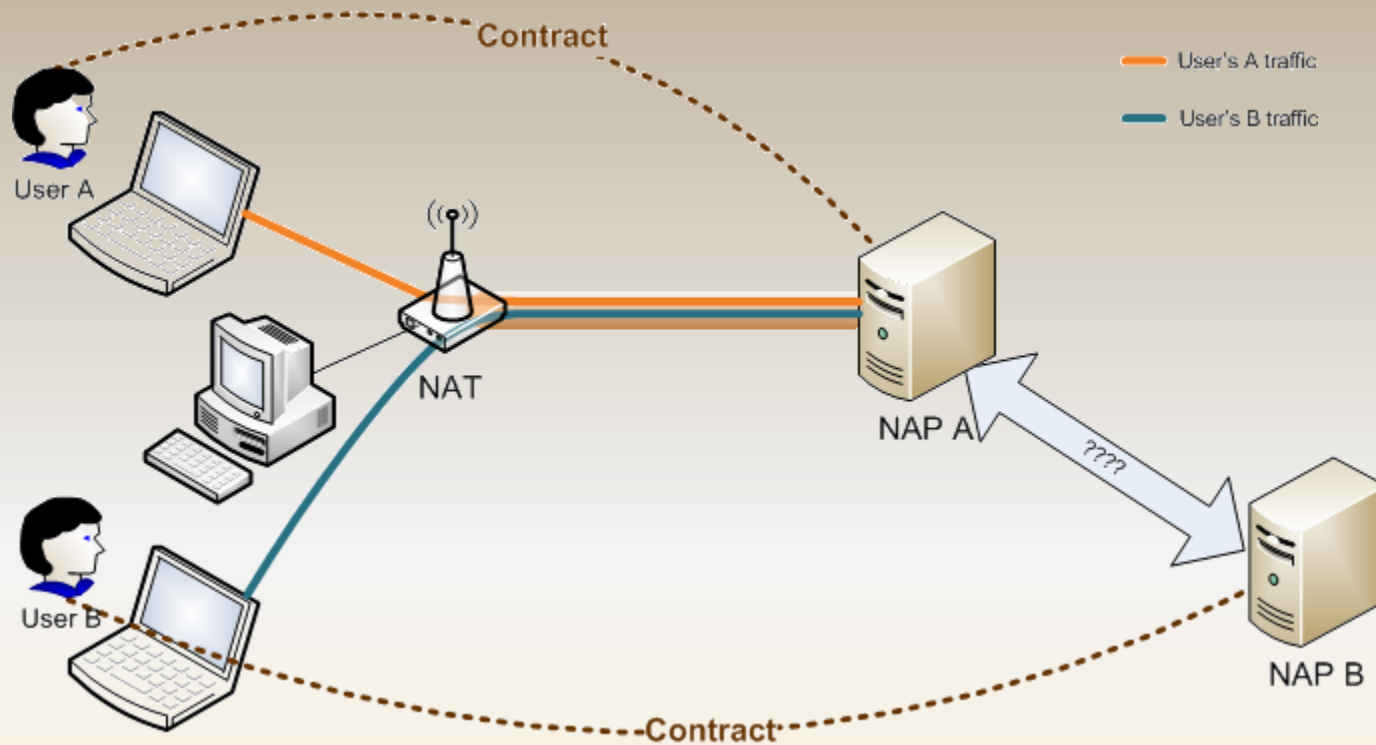 Contract
User's A traffic
User's B traffic
User A
NAT
NAP A
????
User B
NAP B
Contract